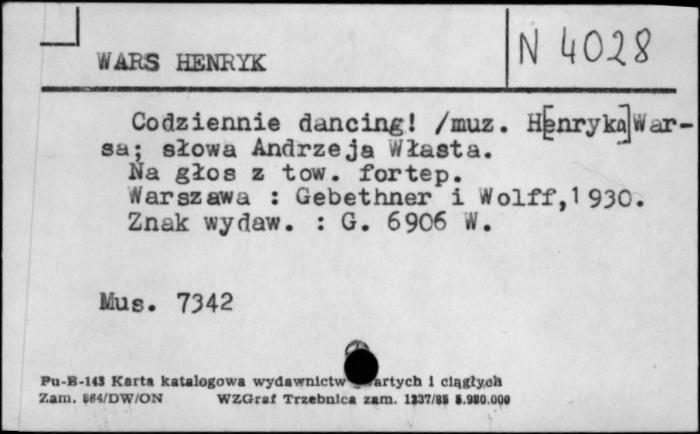 N 4028
WARS HENRYK
Codziennie dancing! /muz. H[enryka]War-
sa; słowa Andrzeja Własta.
Na głos z tow. fortep.
Warszawa : Gebethner i Wolff,1930.
Znak wydaw. : G. 6906 W.
Mus. 7342
Pu-B-143 Karta katalogowa wydawnictw artych i ciągłych
Zam. 864/DW/ON WZGraf Trzebnica zam. 1337/85 5.980.000